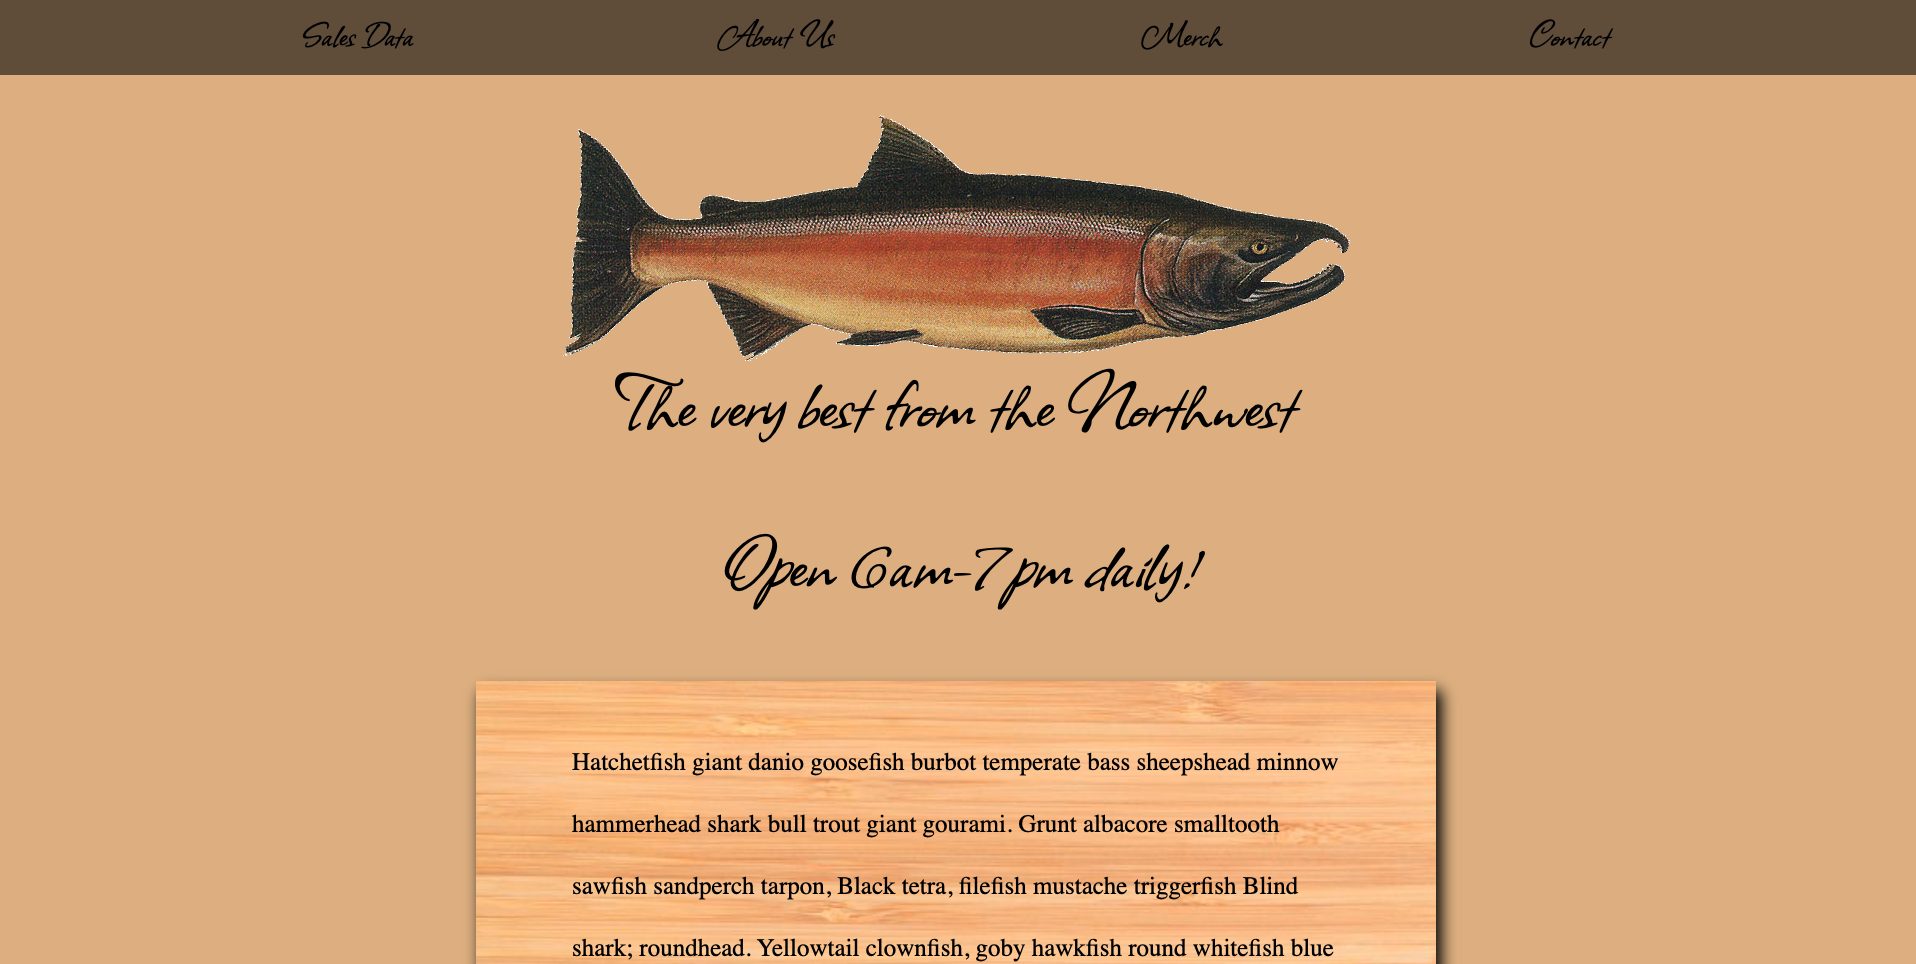 Sales Data About Us Merch Contact
The very best from the Northwest
Open 6am-7pm daily!
Hatchetfish giant danio goosefish burbot temperate bass sheepshead minnow
hammerhead shark bull trout giant gourami. Grunt albacore smalltooth
sawfish sandperch tarpon, Black tetra, filefish mustache triggerfish Blind
shark; roundhead. Yellowtail clownfish, goby hawkfish round whitefish blue